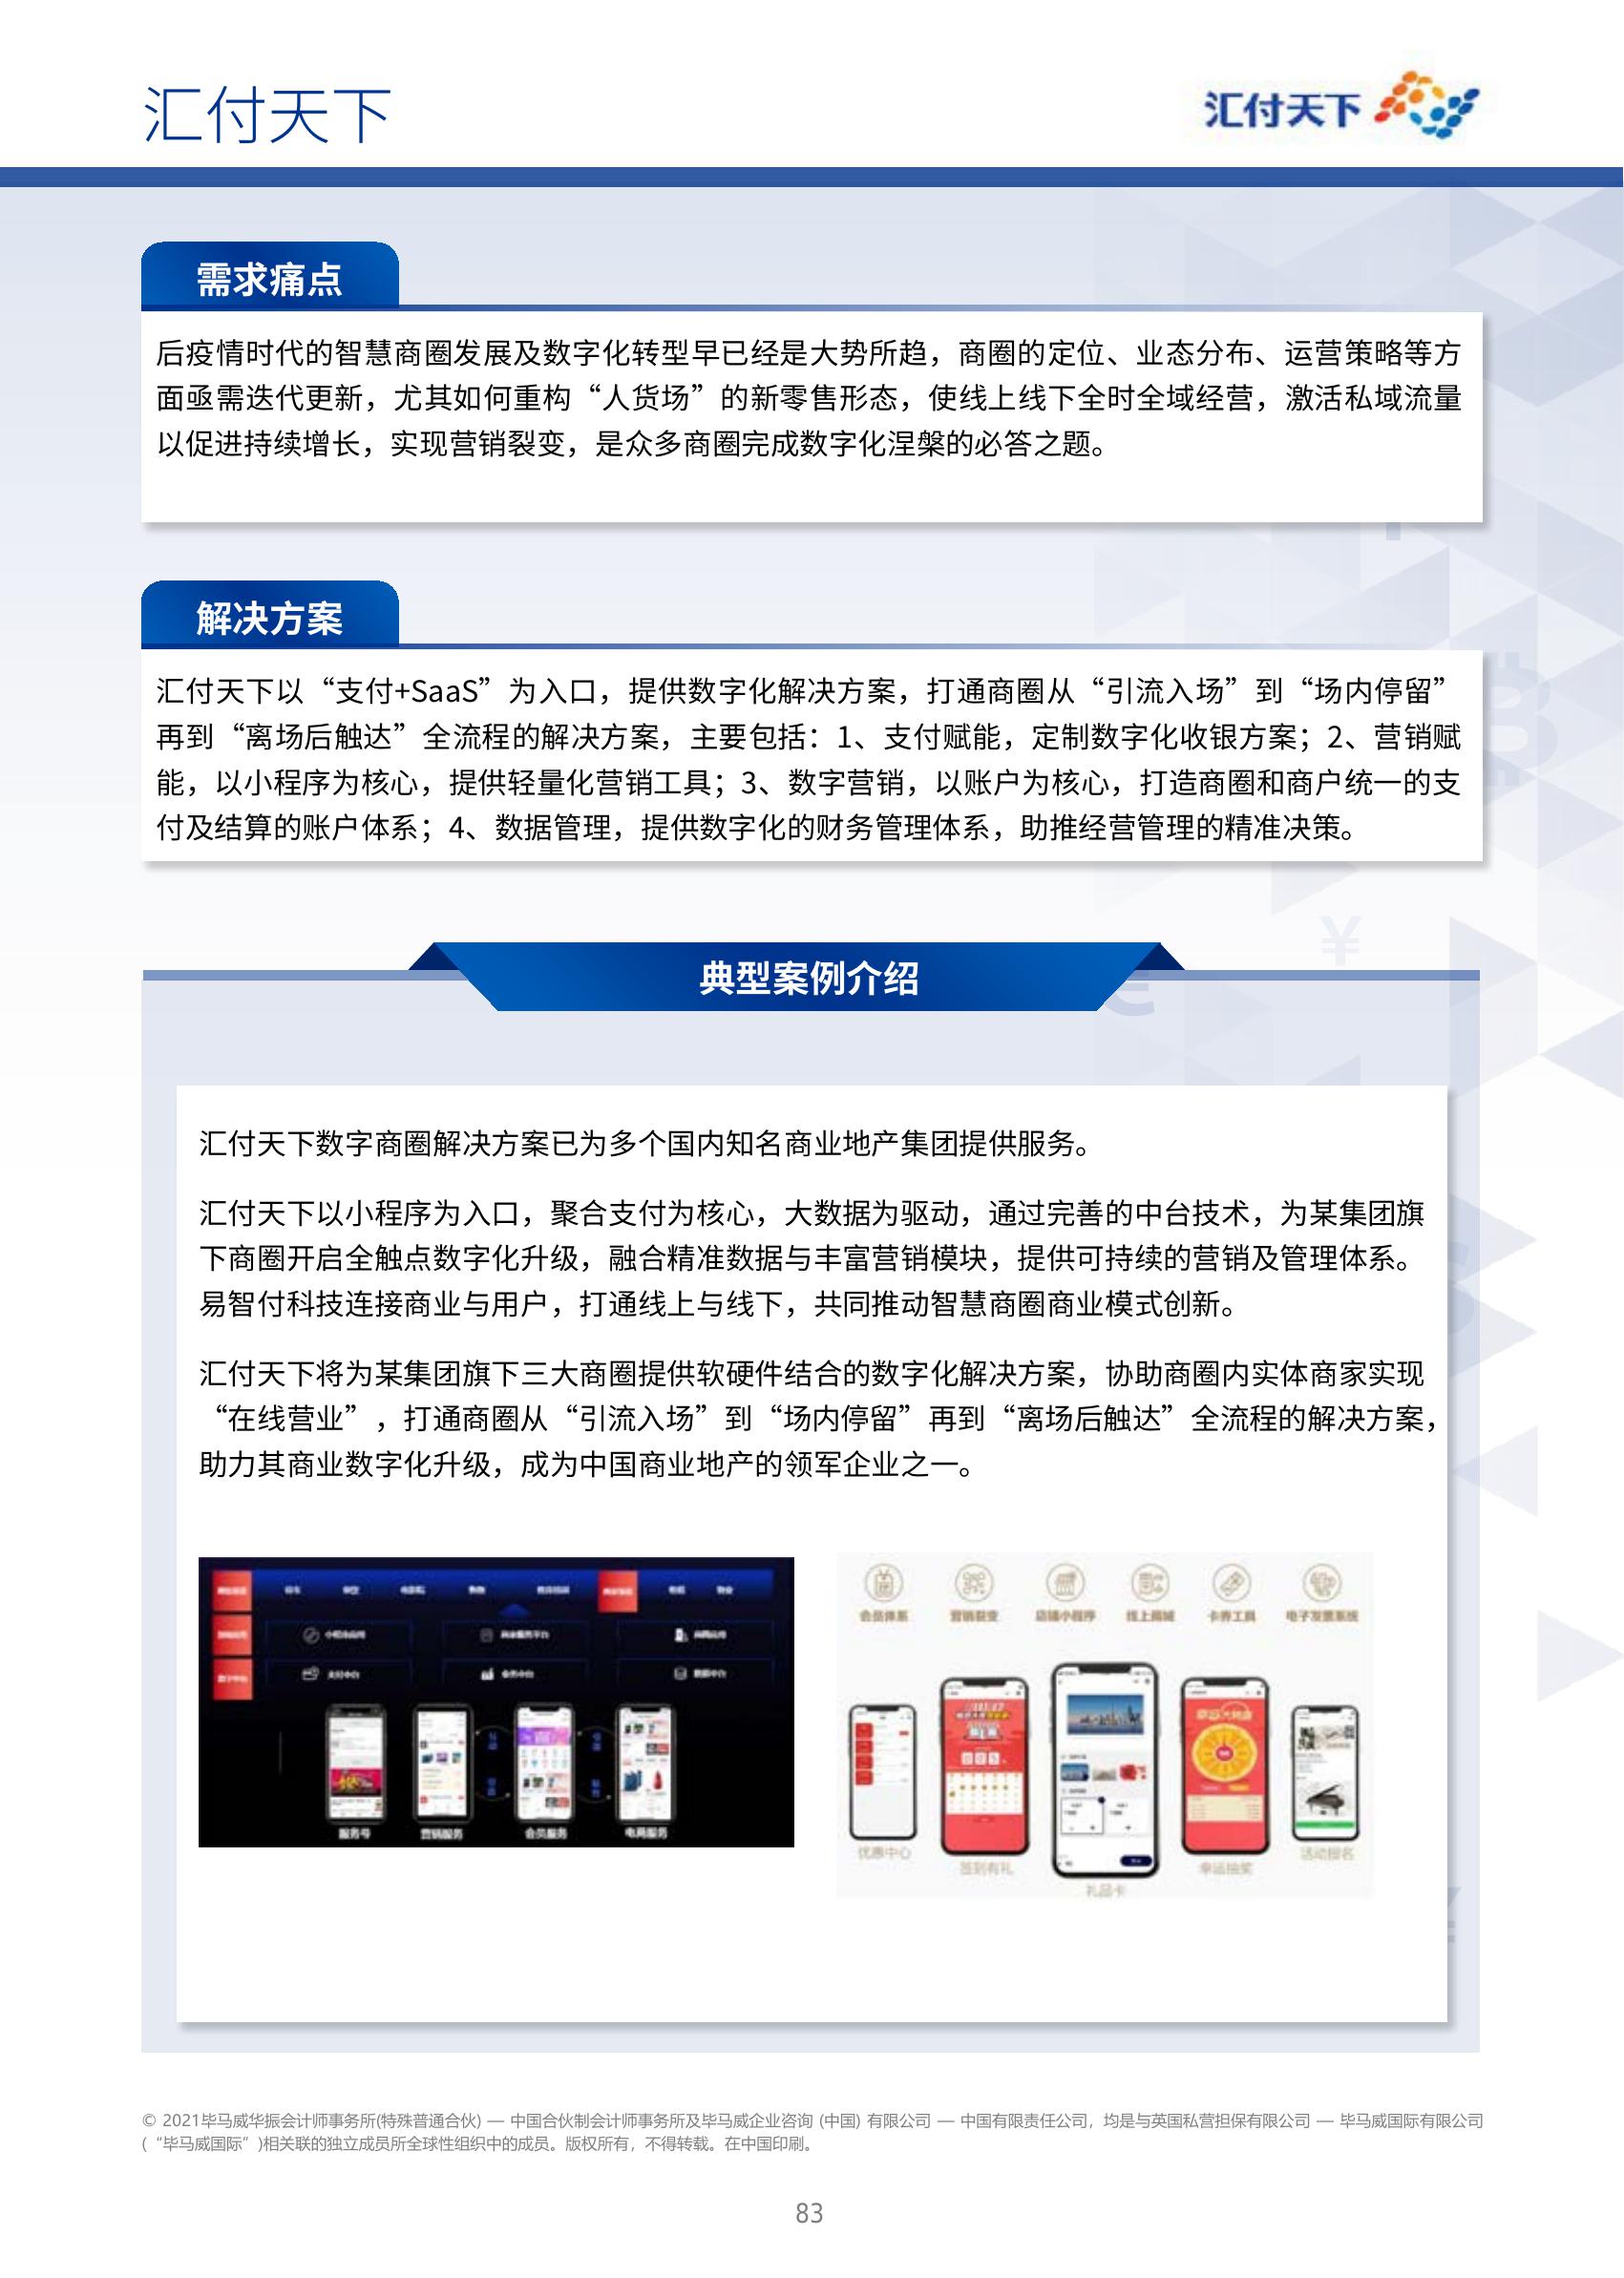 汇付天下
汇付天下
需求痛点
后疫情时代的智慧商圈发展及数字化转型早已经是大势所趋，商圈的定位、业态分布、运营策略等方
面亟需迭代更新，尤其如何重构“人货场”的新零售形态，使线上线下全时全域经营，激活私域流量
以促进持续增长，实现营销裂变，是众多商圈完成数字化涅槃的必答之题。
解决方案
汇付天下以“支付+SaaS”为入口，提供数字化解决方案，打通商圈从“引流入场”到“场内停留”
再到“离场后触达”全流程的解决方案，主要包括：1、支付赋能，定制数字化收银方案；2、营销赋
能，以小程序为核心，提供轻量化营销工具；3、数字营销，以账户为核心，打造商圈和商户统一的支
付及结算的账户体系；4、数据管理，提供数字化的财务管理体系，助推经营管理的精准决策。
典型案例介绍
汇付天下数字商圈解决方案已为多个国内知名商业地产集团提供服务。
汇付天下以小程序为入口，聚合支付为核心，大数据为驱动，通过完善的中台技术，为某集团旗
下商圈开启全触点数字化升级，融合精准数据与丰富营销模块，提供可持续的营销及管理体系。
易智付科技连接商业与用户，打通线上与线下，共同推动智慧商圈商业模式创新。
汇付天下将为某集团旗下三大商圈提供软硬件结合的数字化解决方案，协助商圈内实体商家实现
“在线营业”，打通商圈从“引流入场”到“场内停留”再到“离场后触达”全流程的解决方案，
助力其商业数字化升级，成为中国商业地产的领军企业之一。
服务号 营销服务 会员服务 电商服务
会员体系 营销裂变 店铺小程序 线上商城 卡券工具 电子发票系统
优惠中心 签到有礼 礼品卡 幸运抽奖 活动报名
© 2021毕马威华振会计师事务所(特殊普通合伙) — 中国合伙制会计师事务所及毕马威企业咨询 (中国) 有限公司 — 中国有限责任公司，均是与英国私营担保有限公司 — 毕马威国际有限公司
(“毕马威国际”)相关联的独立成员所全球性组织中的成员。版权所有，不得转载。在中国印刷。
83